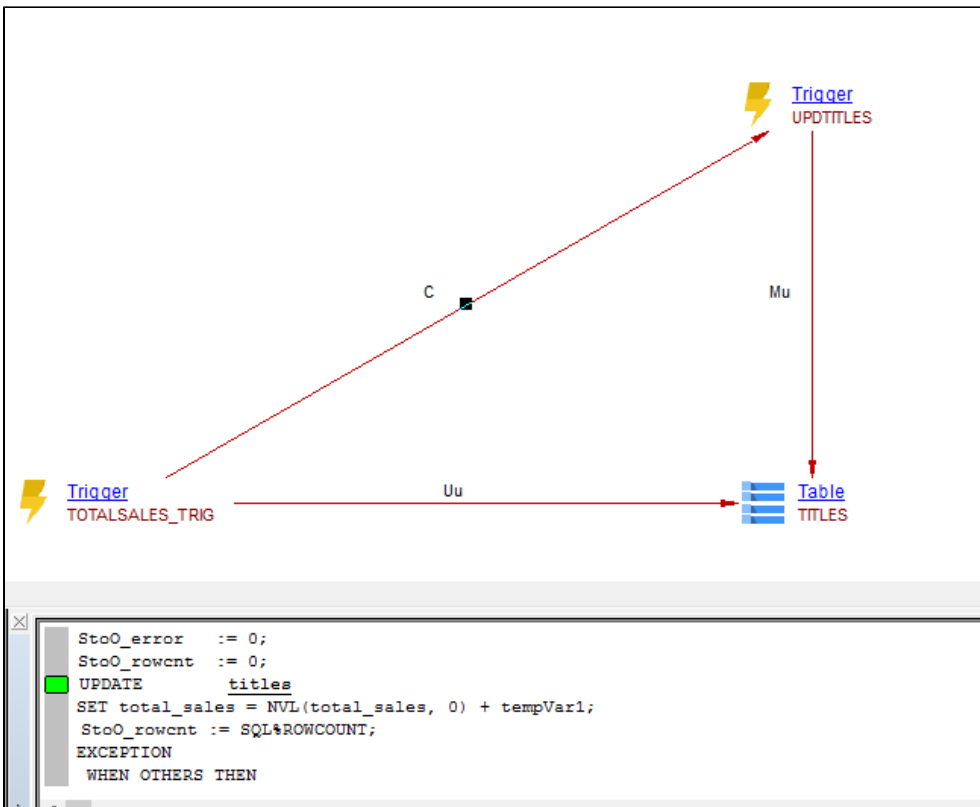 Trigger
UPDTITLES
C
Mu
Trigger
TOTALSALES_TRIG
Uu
Table
TITLES
StoO_error   := 0;
StoO_rowcnt  := 0;
UPDATE        titles
SET total_sales = NVL(total_sales, 0) + tempVar1;
StoO_rowcnt := SQL%ROWCOUNT;
EXCEPTION
WHEN OTHERS THEN